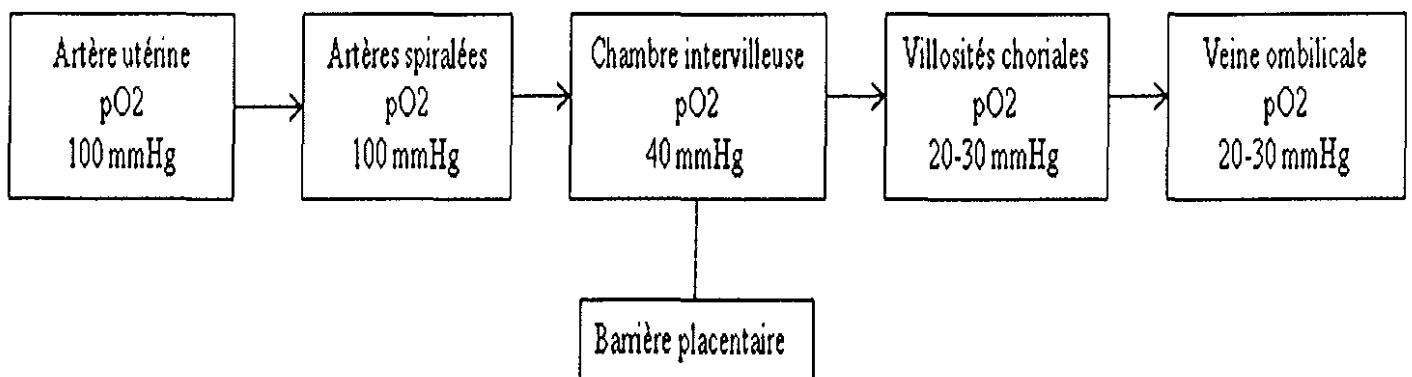 Artère utérine
pO2
100 mmHg
Artères spiralées
pO2
100 mmHg
Chambre intervilleuse
pO2
40 mmHg
Villosités choriales
pO2
20-30 mmHg
Veine ombilicale
pO2
20-30 mmHg
Barrière placentaire